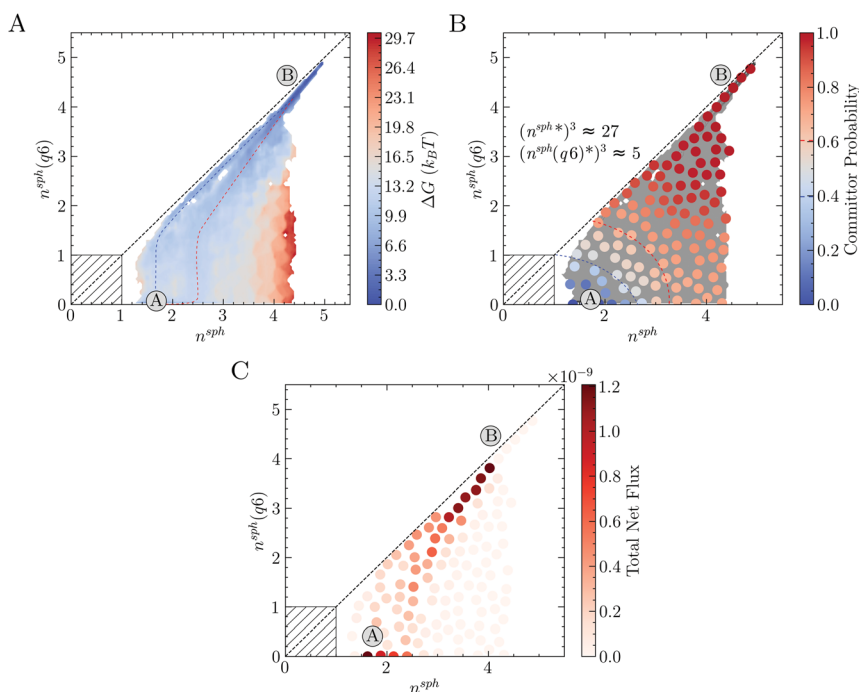 A
B
5
4
3
2
1
0
0
1
2
3
4
5
n^{sph}
n^{sph}(q6)
A
B
29.7
26.4
23.1
19.8
16.5
13.2
9.9
6.6
3.3
0.0
ΔG (k_BT)
5
4
3
2
1
0
0
2
4
n^{sph}
n^{sph}(q6)
(n^{sph}*)^3 ≈ 27
(n^{sph}(q6)*)^3 ≈ 5
A
B
1.0
0.8
0.6
0.4
0.2
0.0
Committor Probability
C
5
4
3
2
1
0
0
2
4
n^{sph}
n^{sph}(q6)
A
B
×10^{−9}
1.2
1.0
0.8
0.6
0.4
0.2
0.0
Total Net Flux